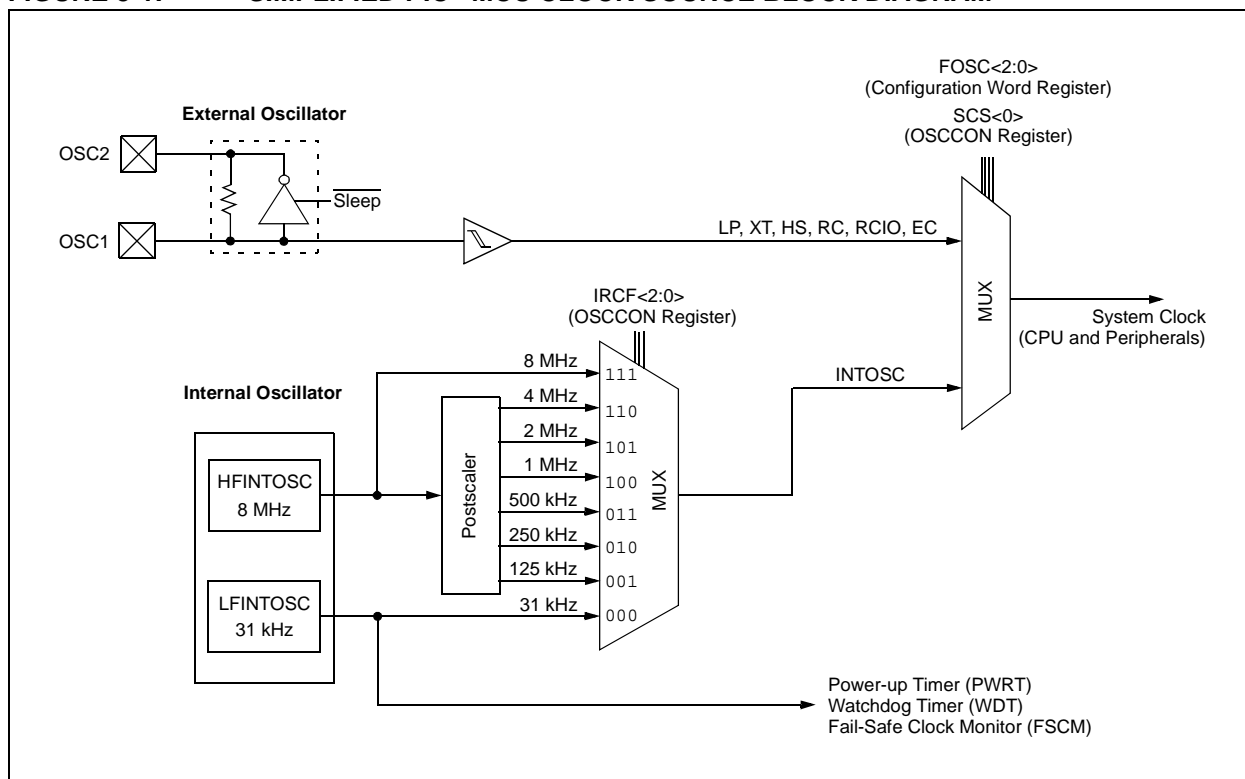 FOSC<2:0>
(Configuration Word Register)
SCS<0>
(OSCCON Register)
External Oscillator
OSC2
Sleep
OSC1
LP, XT, HS, RC, RCIO, EC
IRCF<2:0>
(OSCCON Register)
MUX
System Clock
(CPU and Peripherals)
8 MHz
111
INTOSC
Internal Oscillator
4 MHz
110
2 MHz
101
HFINTOSC
8 MHz
Postscaler
1 MHz
100
MUX
500 kHz
011
250 kHz
010
125 kHz
001
LFINTOSC
31 kHz
31 kHz
000
Power-up Timer (PWRT)
Watchdog Timer (WDT)
Fail-Safe Clock Monitor (FSCM)